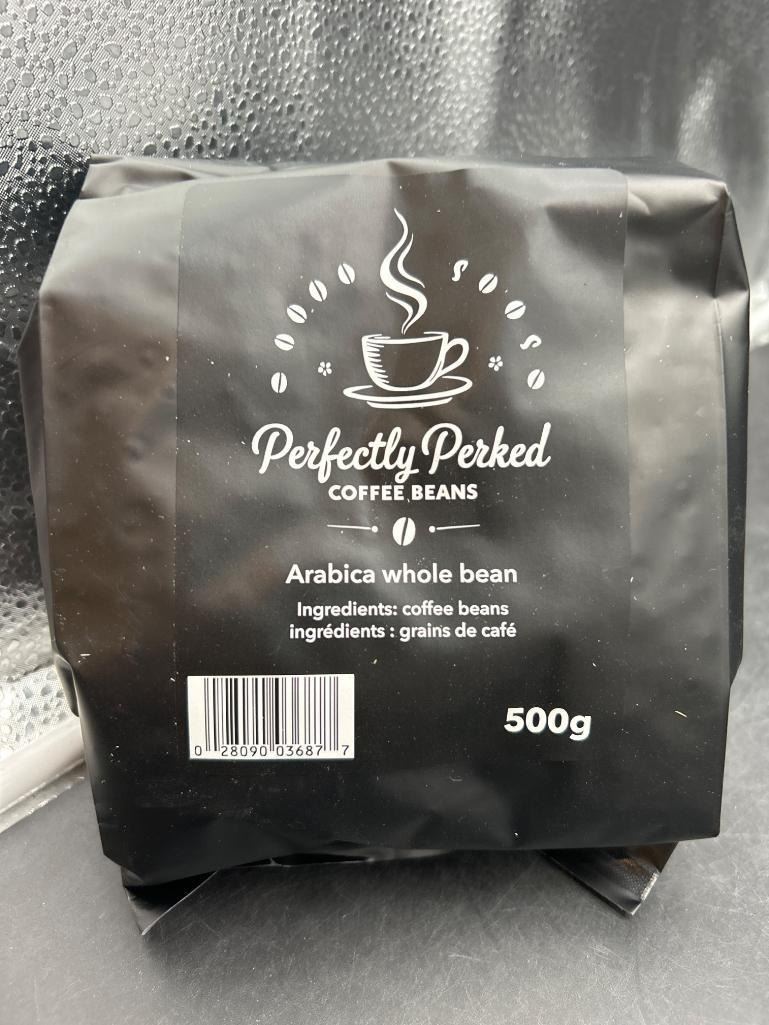 Perfectly Perked
COFFEE BEANS
Arabica whole bean
Ingredients: coffee beans
ingrédients : grains de café
500g
0 28090 03687 7